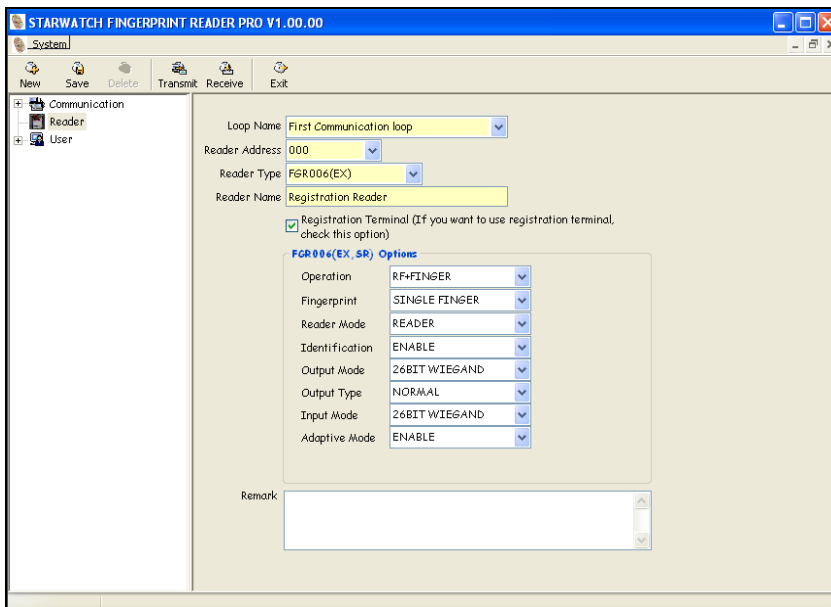 STARWATCH FINGERPRINT READER PRO V1.00.00
System
New Save Delete Transmit Receive Exit
Communication
Reader
User
Loop Name First Communication loop
Reader Address 000
Reader Type FGR006(EX)
Reader Name Registration Reader
Registration Terminal (If you want to use registration terminal,
check this option)
FGR006(EX,SR) Options
Operation RF+FINGER
Fingerprint SINGLE FINGER
Reader Mode READER
Identification ENABLE
Output Mode 26BIT WIEGAND
Output Type NORMAL
Input Mode 26BIT WIEGAND
Adaptive Mode ENABLE
Remark